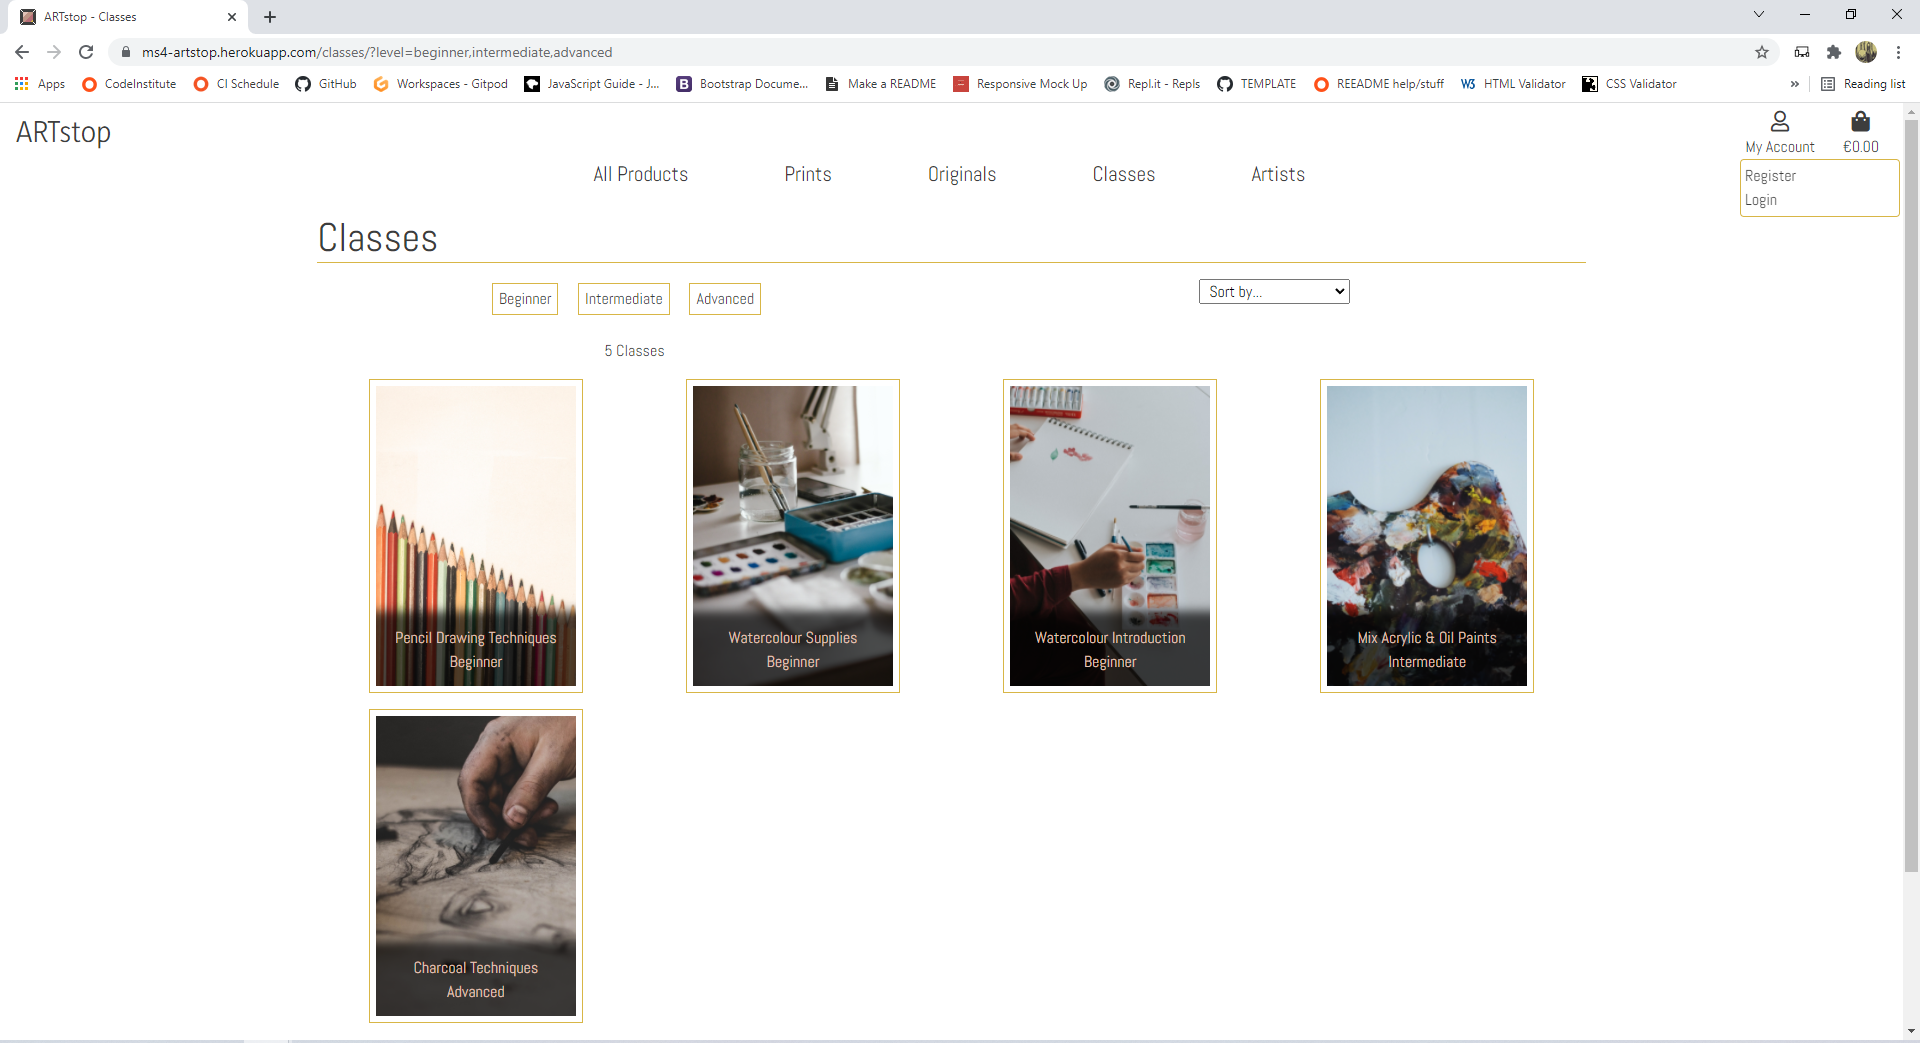 ARTstop - Classes
ms4-artstop.herokuapp.com/classes/?level=beginner,intermediate,advanced
Apps CodeInstitute CI Schedule GitHub Workspaces - Gitpod JavaScript Guide - J... Bootstrap Docume... Make a README Responsive Mock Up Repl.it - Repls TEMPLATE REEADME help/stuff W3 HTML Validator CSS Validator » Reading list
ARTstop
My Account €0.00
Register
Login
All Products Prints Originals Classes Artists
Classes
Beginner Intermediate Advanced Sort by...
5 Classes
Pencil Drawing Techniques
Beginner
Watercolour Supplies
Beginner
Watercolour Introduction
Beginner
Mix Acrylic & Oil Paints
Intermediate
Charcoal Techniques
Advanced